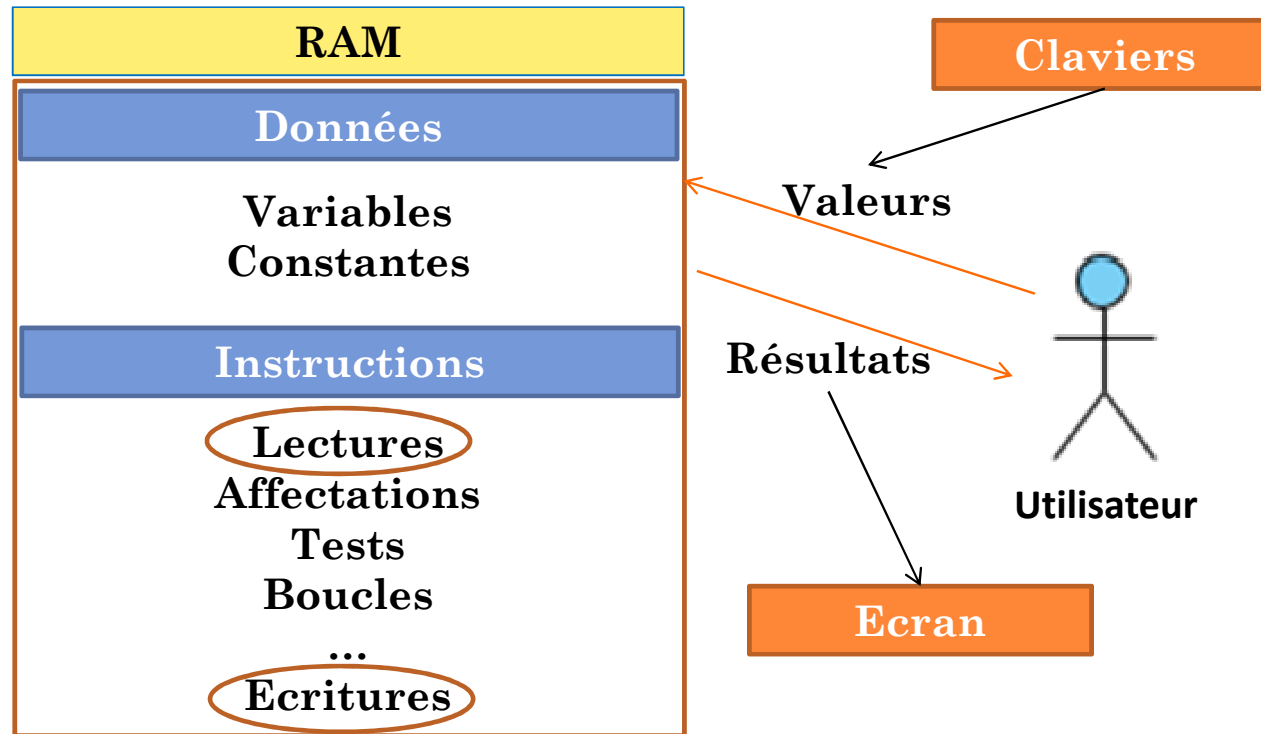 RAM
Données
Variables
Constantes
Instructions
Lectures
Affectations
Tests
Boucles
...
Ecritures
Claviers
Valeurs
Résultats
Utilisateur
Ecran